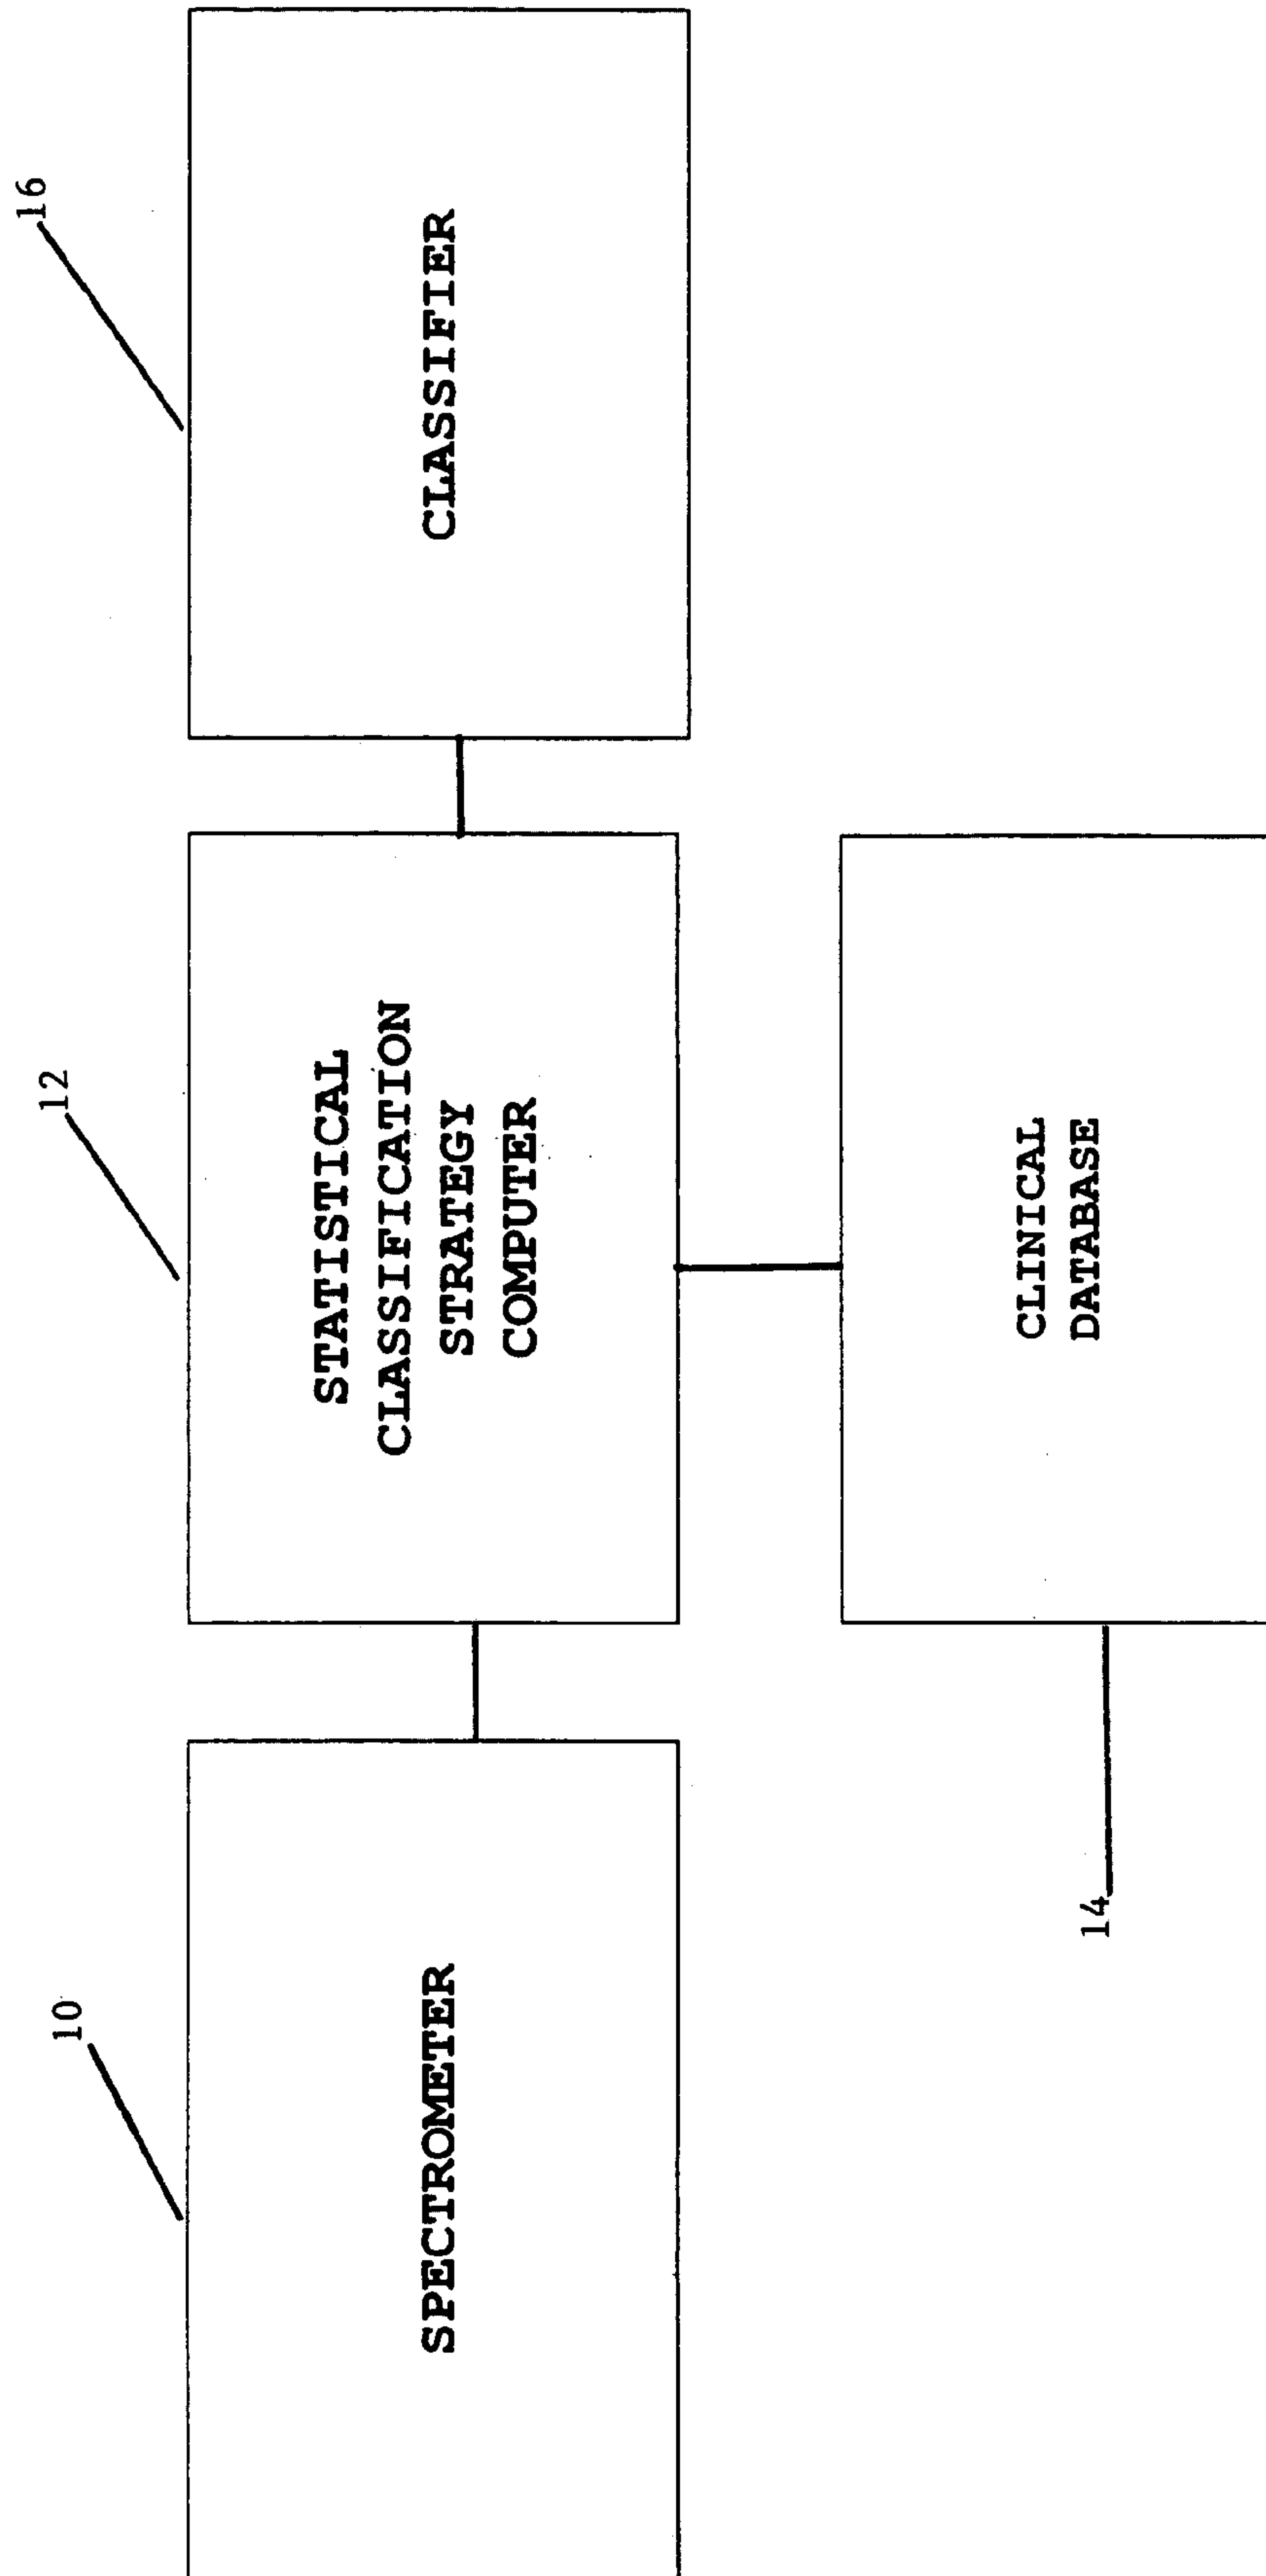 10
12
16
SPECTROMETER
STATISTICAL
CLASSIFICATION
STRATEGY
COMPUTER
CLASSIFIER
14
CLINICAL
DATABASE